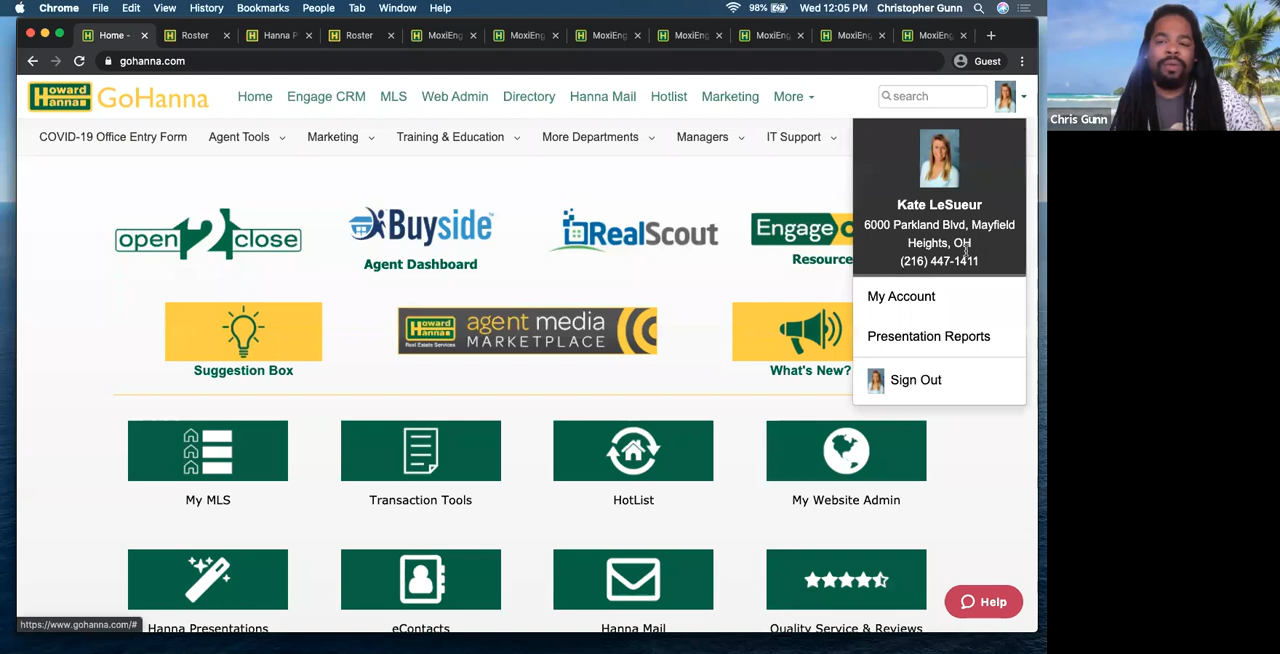 Chrome File Edit View History Bookmarks People Tab Window Help 98% Wed 12:05 PM Christopher Gunn
Home - Roster Hanna P Roster MoxiEng MoxiEng MoxiEng MoxiEng MoxiEng MoxiEng MoxiEng
gohanna.com Guest
Howard Hanna GoHanna Home Engage CRM MLS Web Admin Directory Hanna Mail Hotlist Marketing More search
COVID-19 Office Entry Form Agent Tools Marketing Training & Education More Departments Managers IT Support
Chris Gunn
Kate LeSueur
6000 Parkland Blvd, Mayfield
Heights, OH
(216) 447-1411
My Account
Presentation Reports
Sign Out
open 2 close Buyside RealScout Engage
Agent Dashboard Resource
Howard Hanna Real Estate Services agent media
MARKETPLACE
Suggestion Box What's New?
My MLS Transaction Tools HotList My Website Admin
Hanna Presentations eContacts Hanna Mail Quality Service & Reviews
Help
https://www.gohanna.com/#